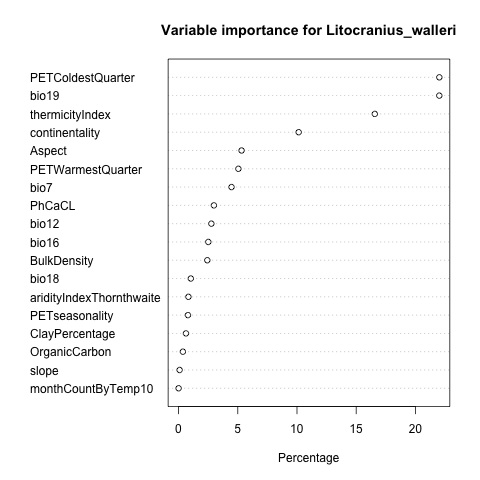 Variable importance for Litocranius_walleri
PETColdestQuarter
bio19
thermicityIndex
continentality
Aspect
PETWarmestQuarter
bio7
PhCaCL
bio12
bio16
BulkDensity
bio18
aridityIndexThornthwaite
PETseasonality
ClayPercentage
OrganicCarbon
slope
monthCountByTemp10
0 5 10 15 20
Percentage